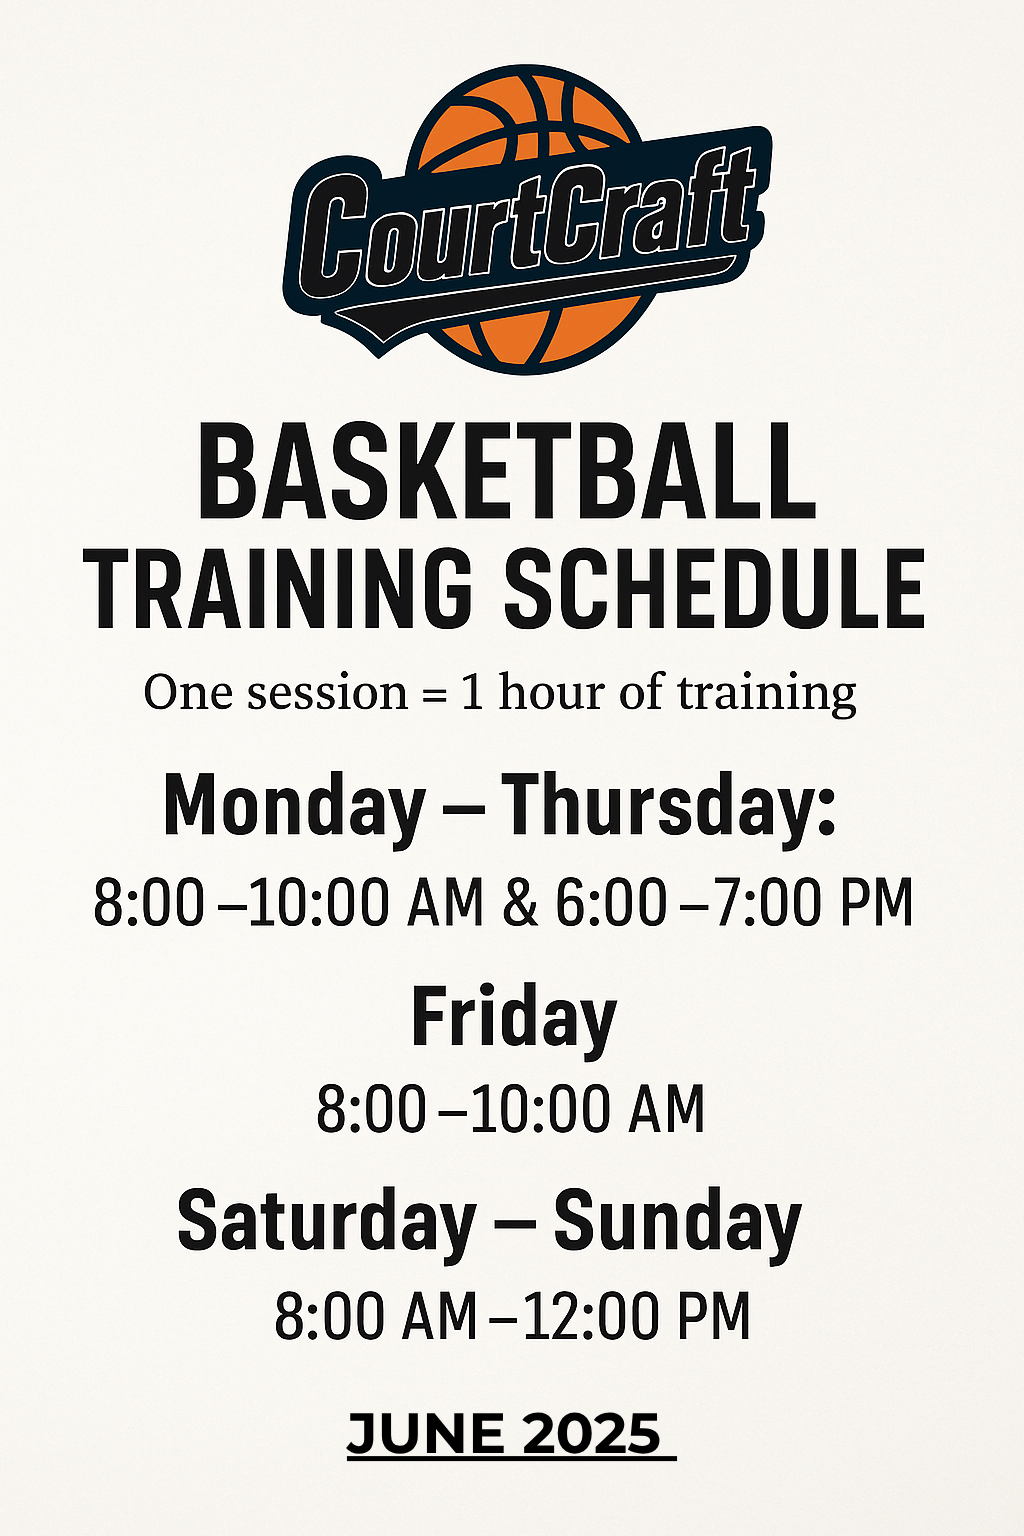 CourtCraft
BASKETBALL
TRAINING SCHEDULE
One session = 1 hour of training
Monday – Thursday:
8:00 – 10:00 AM & 6:00 – 7:00 PM
Friday
8:00 – 10:00 AM
Saturday – Sunday
8:00 AM – 12:00 PM
JUNE 2025